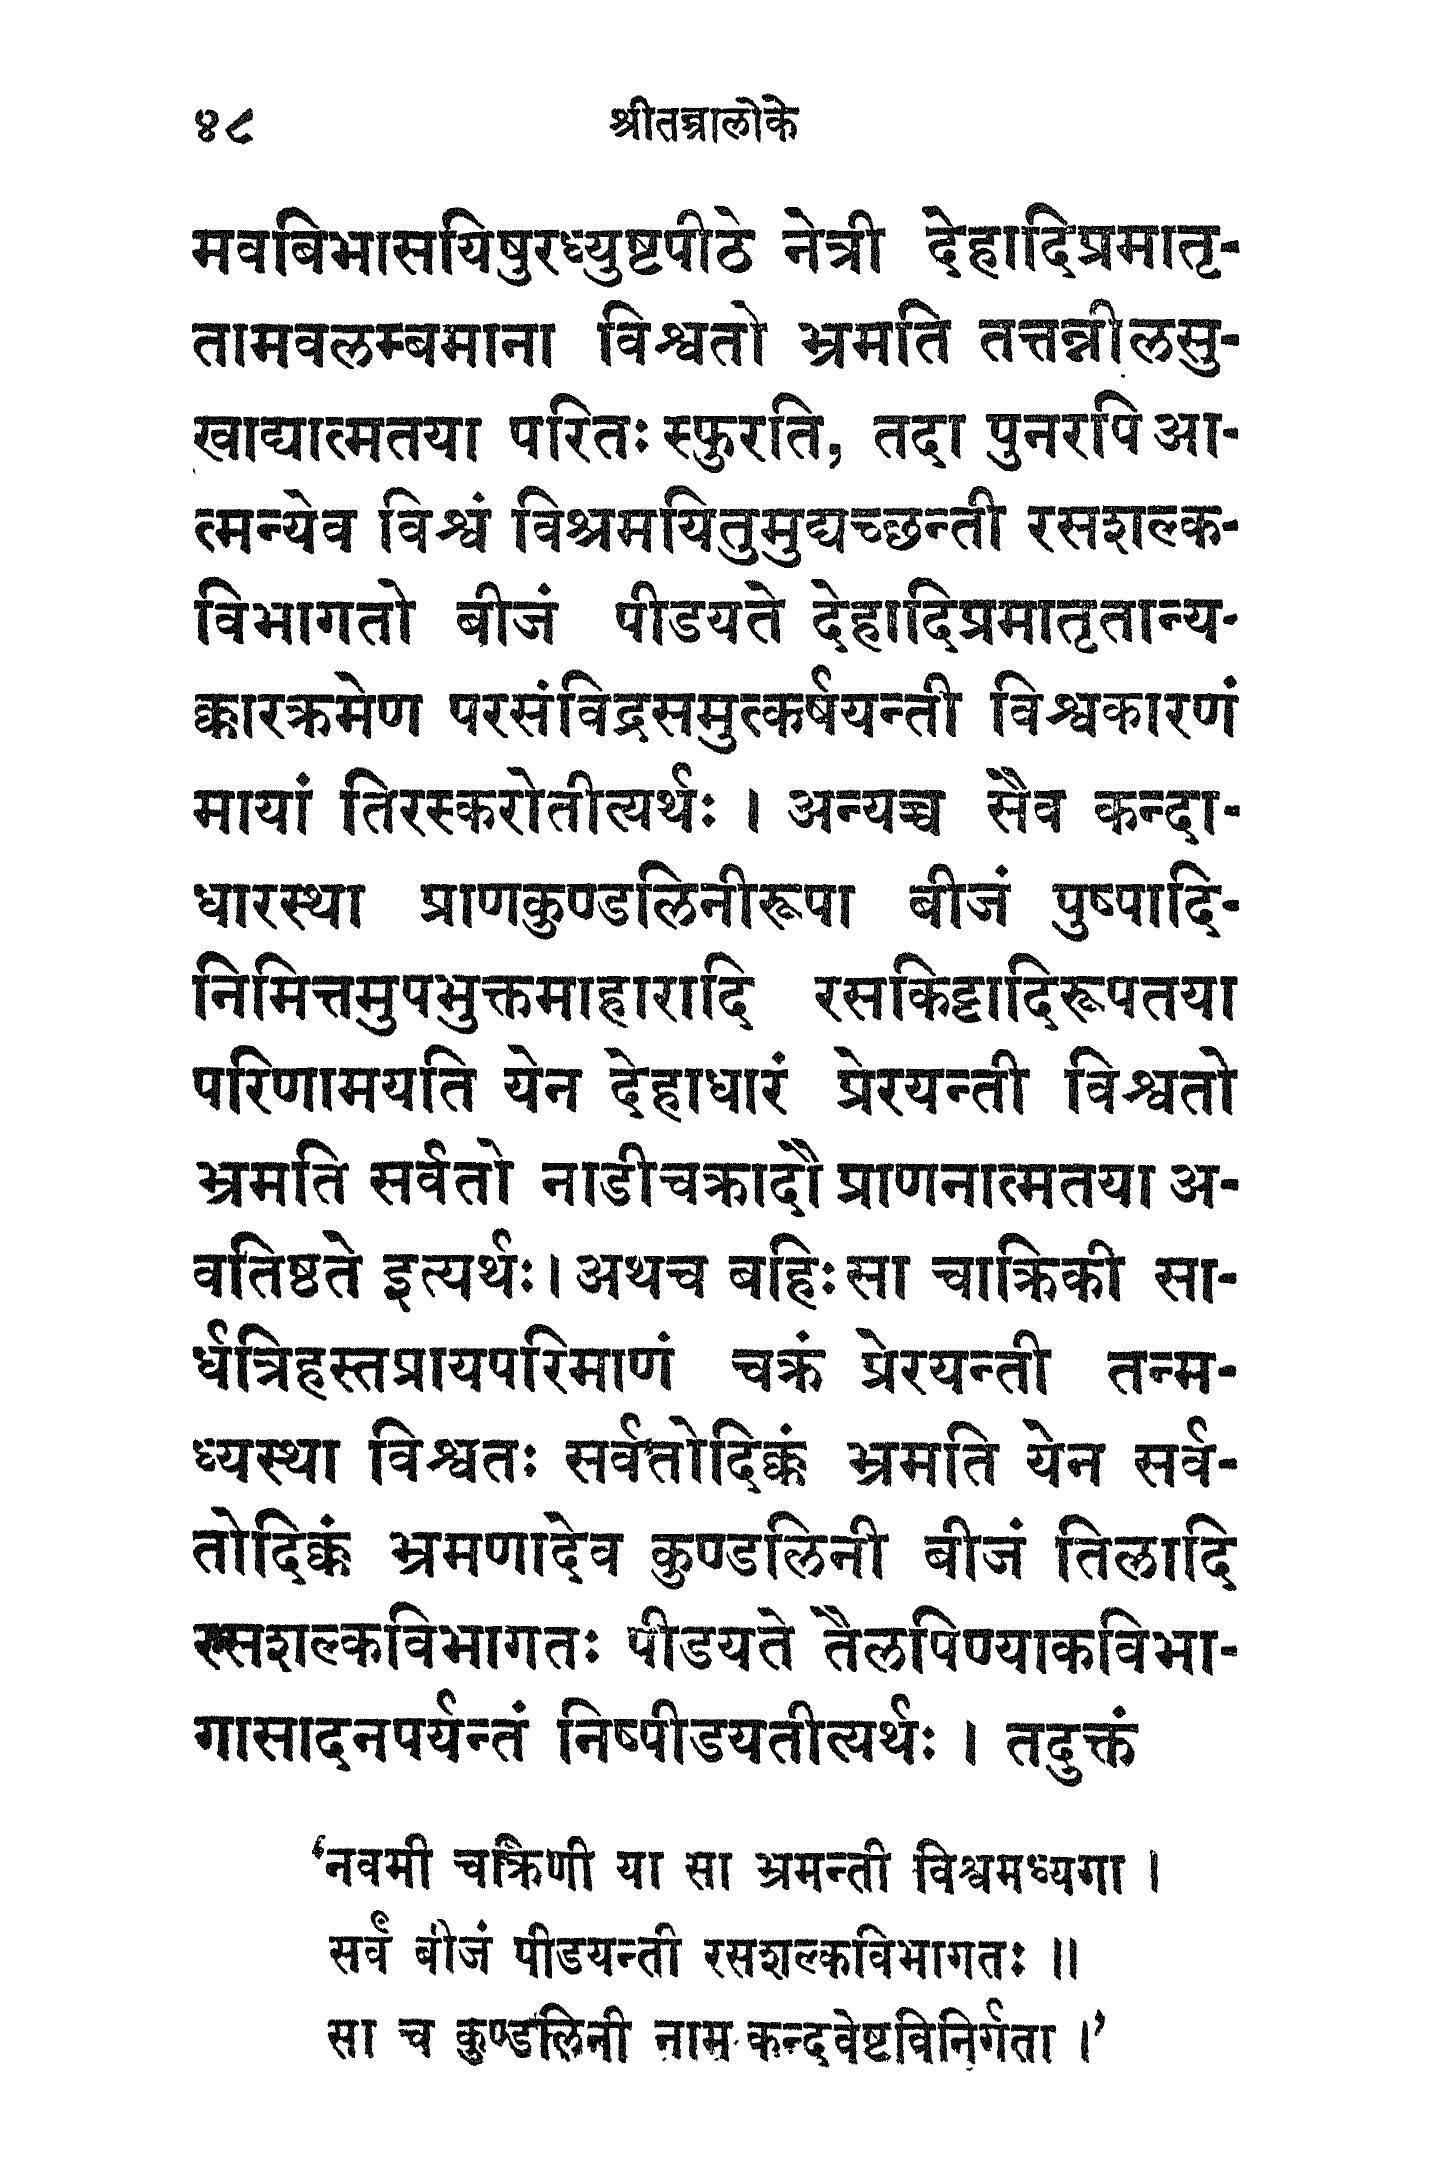 ४८ श्रीतन्त्रालोके
मवबिभासयिषुरध्युष्टपीठे नेत्री देहादिप्रमातृ-
तामवलम्बमाना विश्वतो भ्रमति तत्तन्नीलसु-
खाद्यात्मतया परितः स्फुरति, तदा पुनरपि आ-
त्मन्येव विश्वं विश्रमयितुमुद्यच्छन्ती रसशल्क-
विभागतो बीजं पीडयते देहादिप्रमातृतान्य-
क्कारक्रमेण परसंविद्रसमुत्कर्षयन्ती विश्वकारणं
मायां तिरस्करोतीत्यर्थः । अन्यच्च सैव कन्दा-
धारस्था प्राणकुण्डलिनीरूपा बीजं पुष्पादि-
निमित्तमुपभुक्तमाहारादि रसकिट्टादिरूपतया
परिणामयति येन देहाधारं प्रेरयन्ती विश्वतो
भ्रमति सर्वतो नाडीचक्रादौ प्राणनात्मतया अ-
वतिष्ठते इत्यर्थः। अथच बहिः सा चाक्रिकी सा-
र्धत्रिहस्तप्रायपरिमाणं चक्रं प्रेरयन्ती तन्म-
ध्यस्था विश्वतः सर्वतोदिक्कं भ्रमति येन सर्व-
तोदिक्कं भ्रमणादेव कुण्डलिनी बीजं तिलादि
रसशल्कविभागतः पीडयते तैलपिण्याकविभा-
गासादनपर्यन्तं निष्पीडयतीत्यर्थः । तदुक्तं
‘नवमी चक्रिणी या सा भ्रमन्ती विश्वमध्यगा ।
सर्वं बीजं पीडयन्ती रसशल्कविभागतः ॥
सा च कुण्डलिनी नाम कन्दवेष्टविनिर्गता ।’